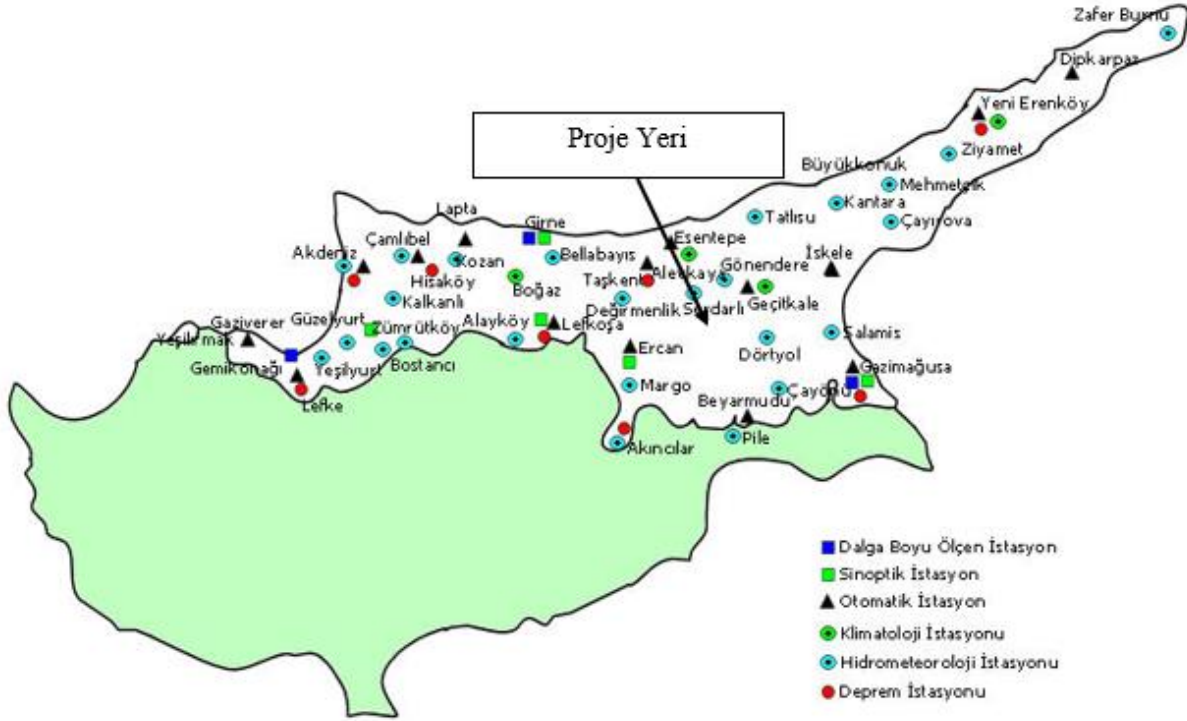 Zafer Burnu
Dipkarpaz
Yeni Erenköy
Proje Yeri
Ziyamet
Büyükkonuk
Mehmetçik
Kantara
Lapta
Girne
Tatlısu
Çayırova
Esentepe
Çamlıbel
Akdeniz
Bellabayıs
İskele
Kozan
Alevkaya
Gönendere
Hisaköy
Taşkent
Boğaz
Kalkanlı
Değirmenlik
Serdarlı
Geçitkale
Gaziveren
Güzelyurt
Zümrütköy
Alayköy
Lefkoşa
Yeşilırmak
Salamis
Ercan
Dörtyol
Gemikonağı
Yeşilyurt
Bostancı
Gazimağusa
Margo
Çayönü
Lefke
Beyarmudu
Pile
Akıncılar
Dalga Boyu Ölçen İstasyon
Sinoptik İstasyon
Otomatik İstasyon
Klimatoloji İstasyonu
Hidrometeoroloji İstasyonu
Deprem İstasyonu